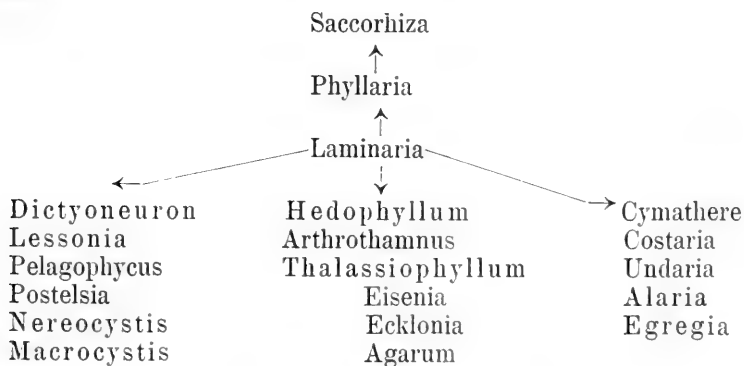 Saccorhiza
Phyllaria
Laminaria
Dictyoneuron Hedophyllum Cymathere
Lessonia Arthrothamnus Costaria
Pelagophycus Thalassiophyllum Undaria
Postelsia Eisenia Alaria
Nereocystis Ecklonia Egregia
Macrocystis Agarum